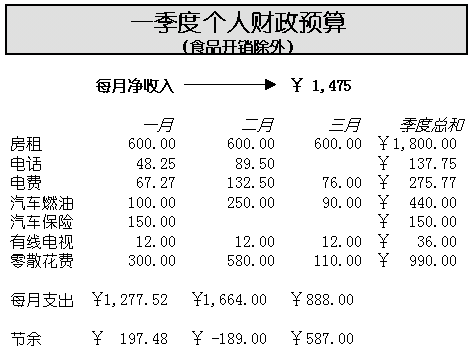 一季度个人财政预算
(食品开销除外)
每月净收入 ¥ 1,475
一月 二月 三月 季度总和
房租 600.00 600.00 600.00 ¥1,800.00
电话 48.25 89.50 ¥ 137.75
电费 67.27 132.50 76.00 ¥ 275.77
汽车燃油 100.00 250.00 90.00 ¥ 440.00
汽车保险 150.00 ¥ 150.00
有线电视 12.00 12.00 12.00 ¥ 36.00
零散花费 300.00 580.00 110.00 ¥ 990.00
每月支出 ¥1,277.52 ¥1,664.00 ¥888.00
节余 ¥ 197.48 ¥ -189.00 ¥587.00